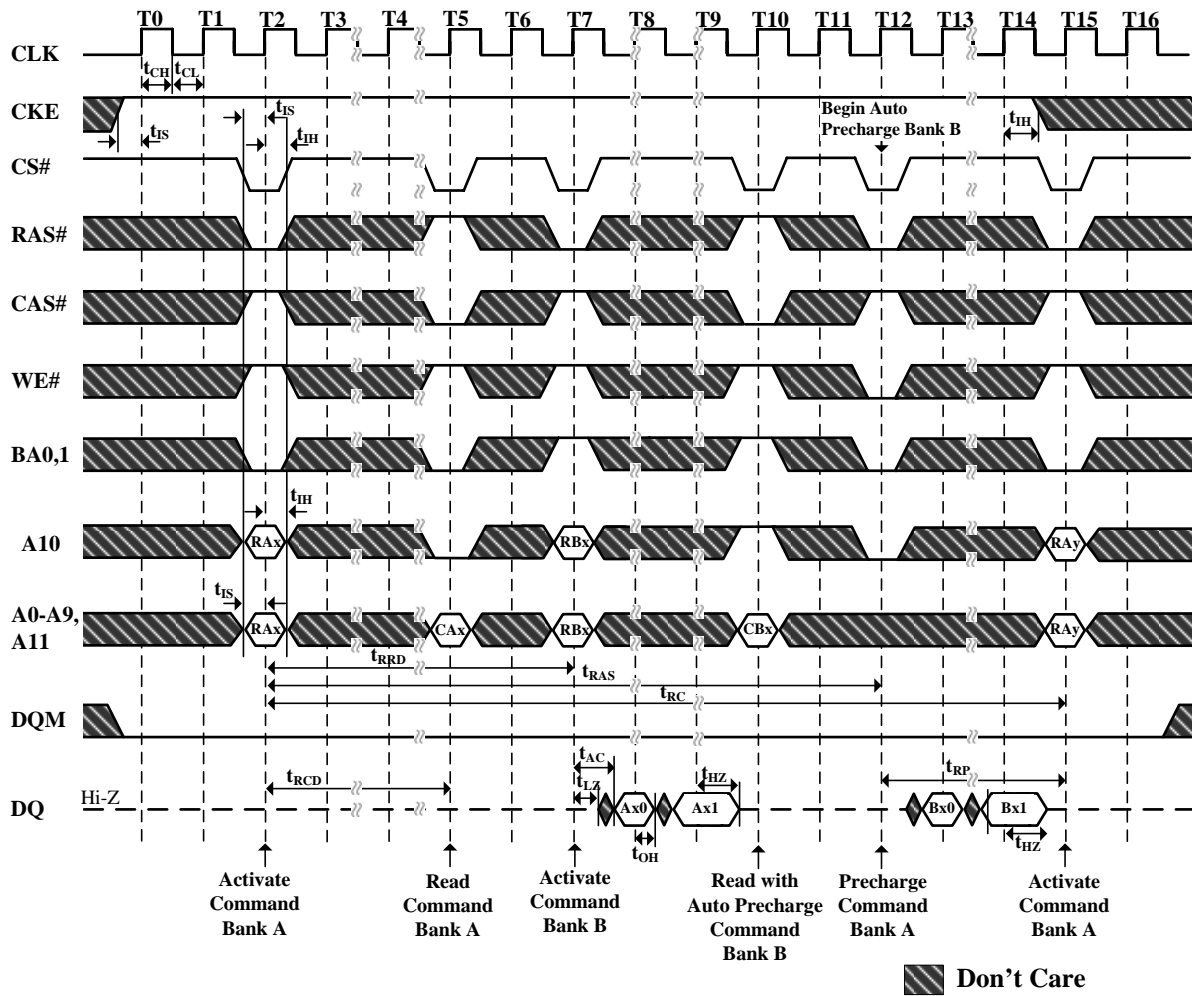 T0 T1 T2 T3 T4 T5 T6 T7 T8 T9 T10 T11 T12 T13 T14 T15 T16
CLK
tCH tCL
CKE
tIS
tIS
tIH
Begin Auto
Precharge Bank B
tIH
CS#
RAS#
CAS#
WE#
BA0,1
tIH
A10
RAx
RBx
RAy
tIS
A0-A9,
A11
RAx
CAx
RBx
CBx
RAy
tRRD
tRAS
tRC
DQM
tRCD
tAC
tLZ
tHZ
tRP
DQ
Hi-Z
Ax0
Ax1
Bx0
Bx1
tOH
tHZ
Activate
Command
Bank A
Read
Command
Bank A
Activate
Command
Bank B
Read with
Auto Precharge
Command
Bank B
Precharge
Command
Bank A
Activate
Command
Bank A
Don't Care